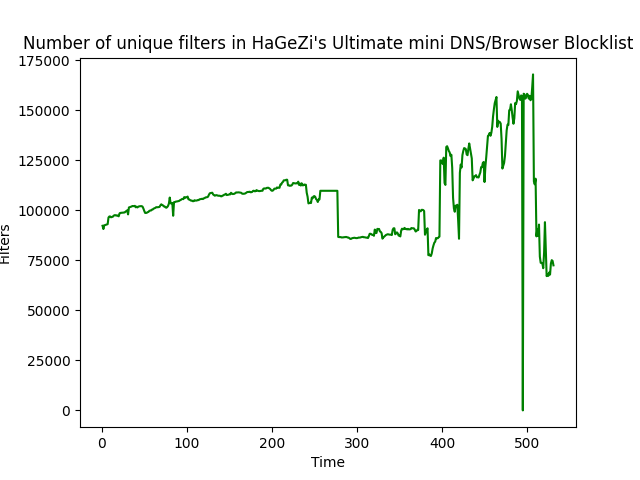 Number of unique filters in HaGeZi's Ultimate mini DNS/Browser Blocklist
175000
150000
125000
100000
75000
50000
25000
0
Filters
0 100 200 300 400 500
Time